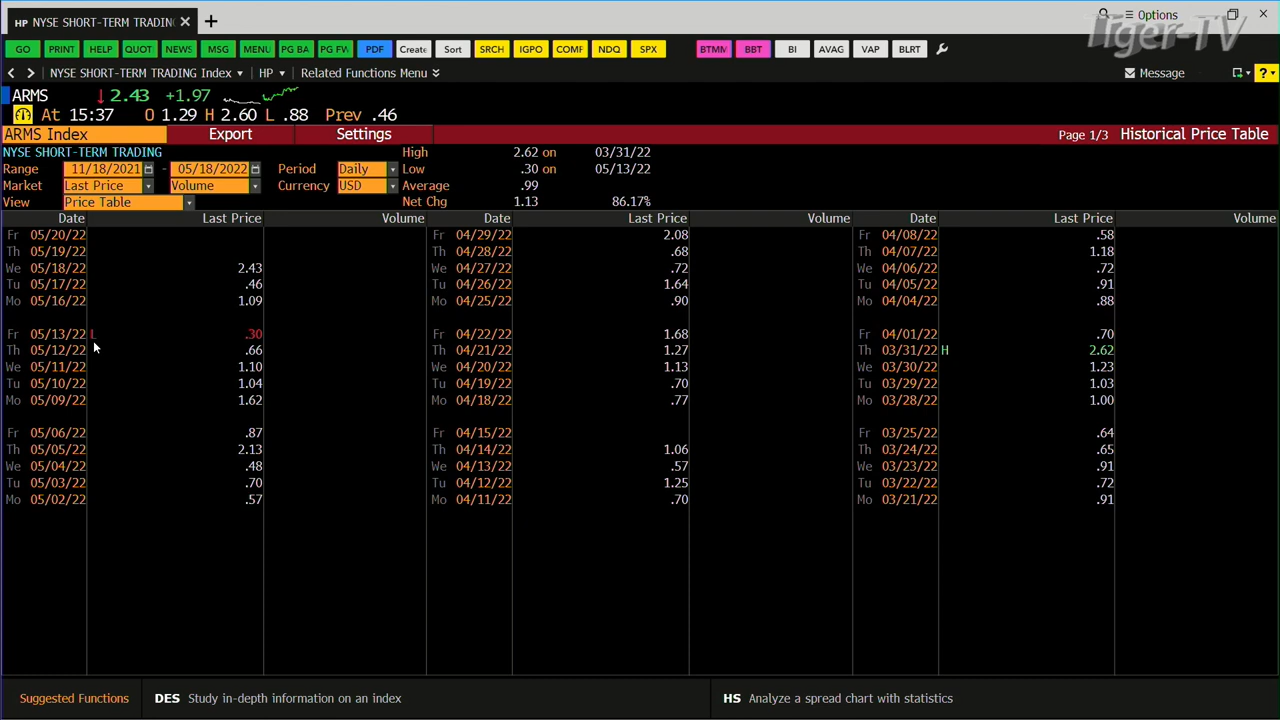 HP NYSE SHORT-TERM TRADING
Options
Tiger-TV
GO PRINT HELP QUOT NEWS MSG MENU PG BA PG FW PDF Create Sort SRCH IGPO COMF NDQ SPX BTMM BBT BI AVAG VAP BLRT
NYSE SHORT-TERM TRADING Index HP Related Functions Menu Message ?
ARMS 2.43 +1.97
At 15:37 O 1.29 H 2.60 L .88 Prev .46
ARMS Index Export Settings Page 1/3 Historical Price Table
NYSE SHORT-TERM TRADING High 2.62 on 03/31/22
Range 11/18/2021 - 05/18/2022 Period Daily Low .30 on 05/13/22
Market Last Price Volume Currency USD Average .99
View Price Table Net Chg 1.13 86.17%
Date Last Price Volume Date Last Price Volume Date Last Price Volume
Fr 05/20/22 Fr 04/29/22 2.08 Fr 04/08/22 .58
Th 05/19/22 Th 04/28/22 .68 Th 04/07/22 1.18
We 05/18/22 2.43 We 04/27/22 .72 We 04/06/22 .72
Tu 05/17/22 .46 Tu 04/26/22 1.64 Tu 04/05/22 .91
Mo 05/16/22 1.09 Mo 04/25/22 .90 Mo 04/04/22 .88
Fr 05/13/22 L .30 Fr 04/22/22 1.68 Fr 04/01/22 .70
Th 05/12/22 .66 Th 04/21/22 1.27 Th 03/31/22 H 2.62
We 05/11/22 1.10 We 04/20/22 1.13 We 03/30/22 1.23
Tu 05/10/22 1.04 Tu 04/19/22 .70 Tu 03/29/22 1.03
Mo 05/09/22 1.62 Mo 04/18/22 .77 Mo 03/28/22 1.00
Fr 05/06/22 .87 Fr 04/15/22 Fr 03/25/22 .64
Th 05/05/22 2.13 Th 04/14/22 1.06 Th 03/24/22 .65
We 05/04/22 .48 We 04/13/22 .57 We 03/23/22 .91
Tu 05/03/22 .70 Tu 04/12/22 1.25 Tu 03/22/22 .72
Mo 05/02/22 .57 Mo 04/11/22 .70 Mo 03/21/22 .91
Suggested Functions DES Study in-depth information on an index HS Analyze a spread chart with statistics